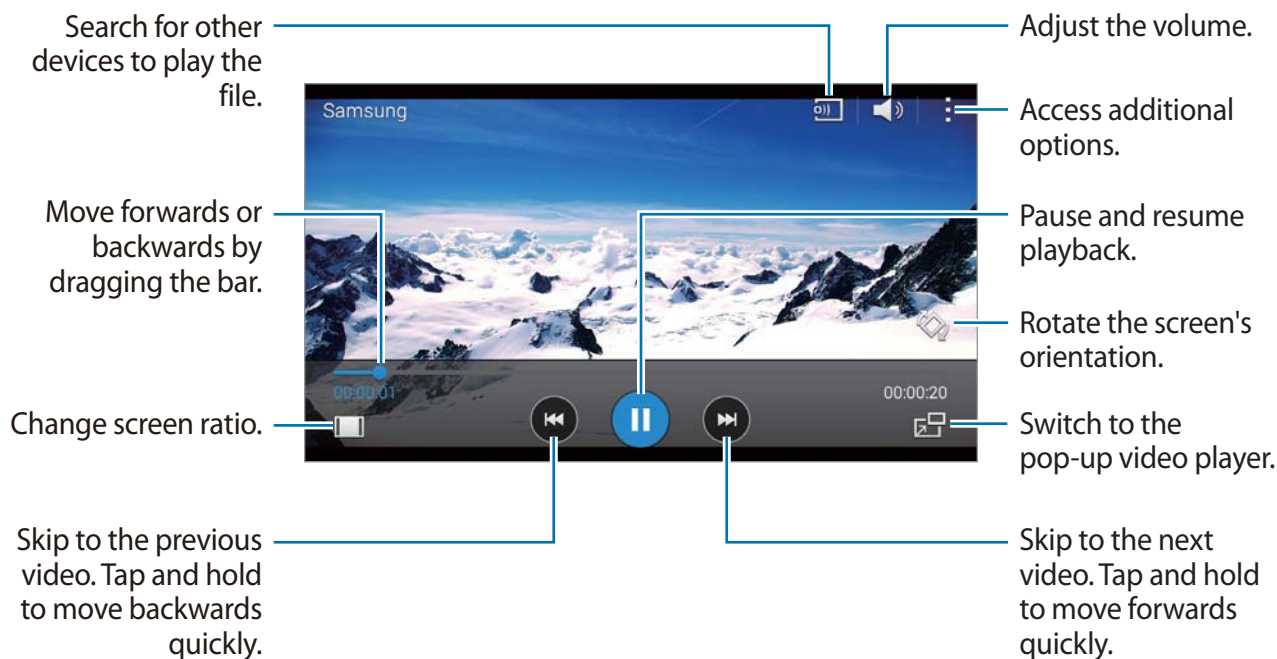 Search for other
devices to play the
file.
Adjust the volume.
Samsung
Access additional
options.
Move forwards or
backwards by
dragging the bar.
Pause and resume
playback.
Rotate the screen's
orientation.
00:00:01
00:00:20
Change screen ratio.
Switch to the
pop-up video player.
Skip to the previous
video. Tap and hold
to move backwards
quickly.
Skip to the next
video. Tap and hold
to move forwards
quickly.